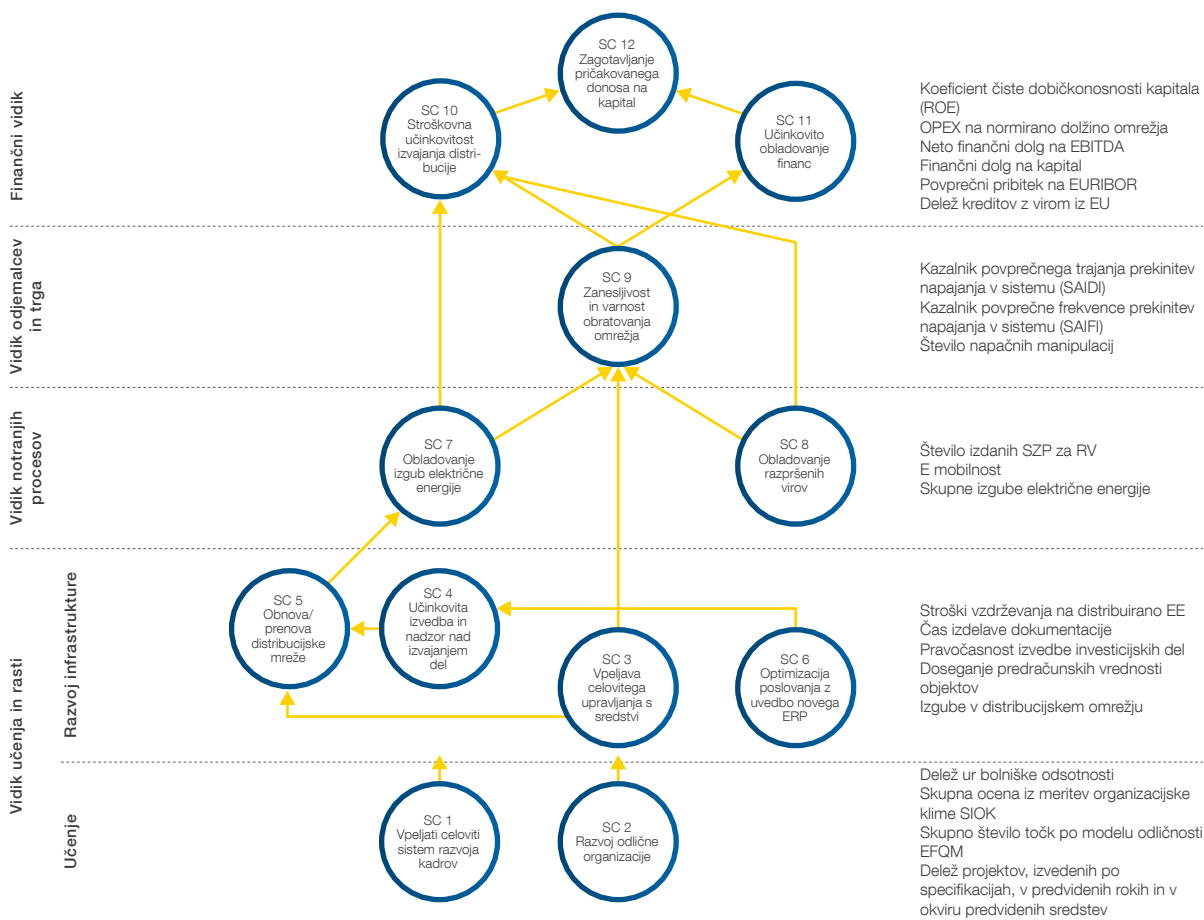 Finančni vidik
SC 12
Zagotavljanje
pričakovanega
donosa na
kapital
SC 10
Stroškovna
učinkovitost
izvajanja distri-
bucije
SC 11
Učinkovito
obladovanje
financ
Koeficient čiste dobičkonosnosti kapitala
(ROE)
OPEX na normirano dolžino omrežja
Neto finančni dolg na EBITDA
Finančni dolg na kapital
Povprečni pribitek na EURIBOR
Delež kreditov z virom iz EU
Vidik odjemalcev
in trga
SC 9
Zanesljivost
in varnost
obratovanja
omrežja
Kazalnik povprečnega trajanja prekinitev
napajanja v sistemu (SAIDI)
Kazalnik povprečne frekvence prekinitev
napajanja v sistemu (SAIFI)
Število napačnih manipulacij
Vidik notranjih
procesov
SC 7
Obladovanje
izgub električne
energije
SC 8
Obladovanje
razpršenih
virov
Število izdanih SZP za RV
E mobilnost
Skupne izgube električne energije
Vidik učenja in rasti
Razvoj infrastrukture
SC 5
Obnova/
prenova
distribucijske
mreže
SC 4
Učinkovita
izvedba in
nadzor nad
izvajanjem
del
SC 3
Vpeljava
celovitega
upravljanja s
sredstvi
SC 6
Optimizacija
poslovanja z
uvedbo novega
ERP
Stroški vzdrževanja na distribuirano EE
Čas izdelave dokumentacije
Pravočasnost izvedbe investicijskih del
Doseganje predračunskih vrednosti
objektov
Izgube v distribucijskem omrežju
Učenje
SC 1
Vpeljati celoviti
sistem razvoja
kadrov
SC 2
Razvoj odlične
organizacije
Delež ur bolniške odsotnosti
Skupna ocena iz meritev organizacijske
klime SIOK
Skupno število točk po modelu odličnosti
EFQM
Delež projektov, izvedenih po
specifikacijah, v predvidenih rokih in v
okviru predvidenih sredstev